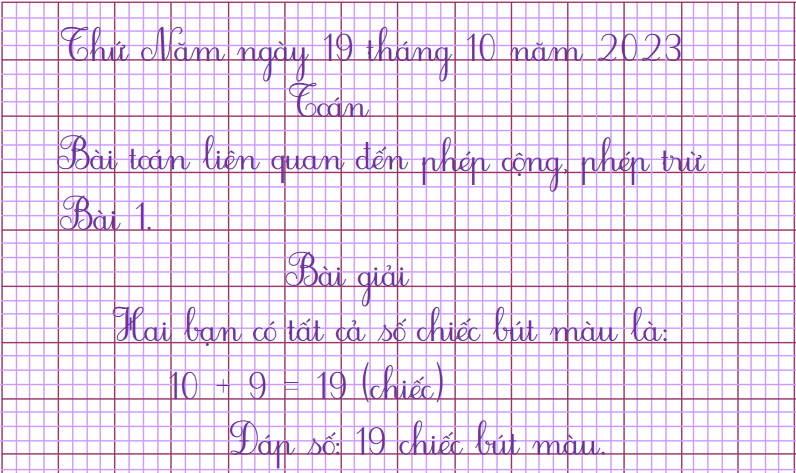 Thứ Năm ngày 19 tháng 10 năm 2023
Toán
Bài toán liên quan đến phép cộng, phép trừ
Bài 1.
Bài giải
Hai bạn có tất cả số chiếc bút màu là:
10 + 9 = 19 (chiếc)
Đáp số: 19 chiếc bút màu.